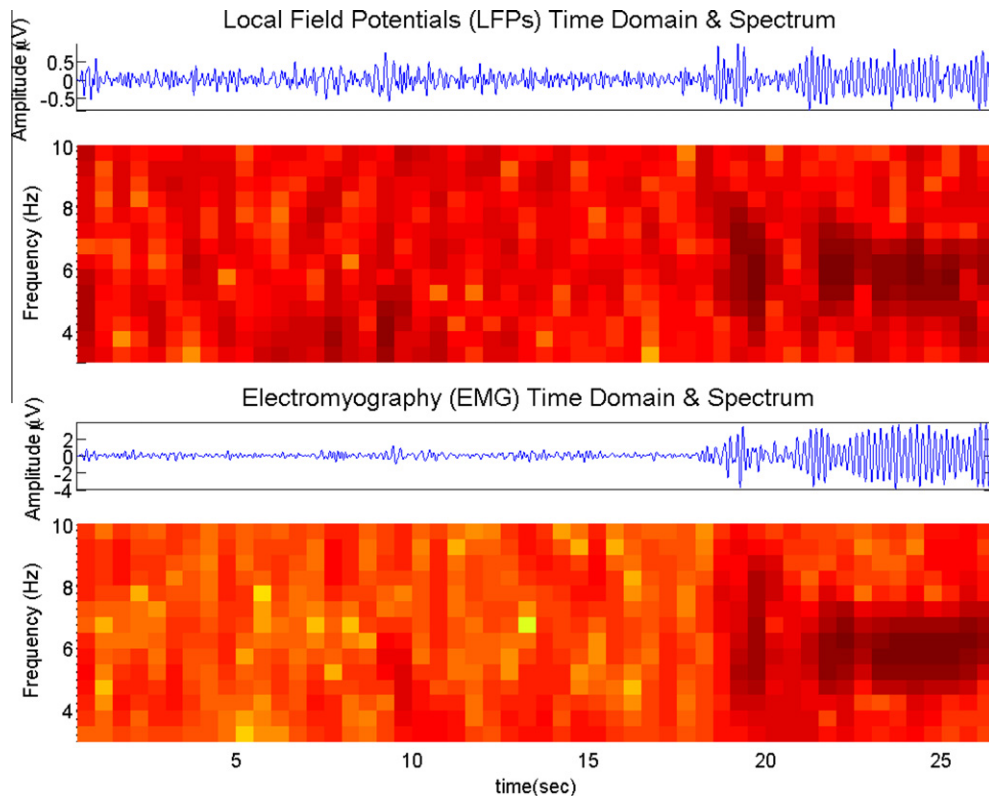 Local Field Potentials (LFPs) Time Domain & Spectrum
Amplitude μV)
0.5
0
-0.5
Frequency (Hz)
10
8
6
4
Electromyography (EMG) Time Domain & Spectrum
Amplitude μV)
2
0
-2
-4
Frequency (Hz)
10
8
6
4
5
10
15
20
25
time(sec)